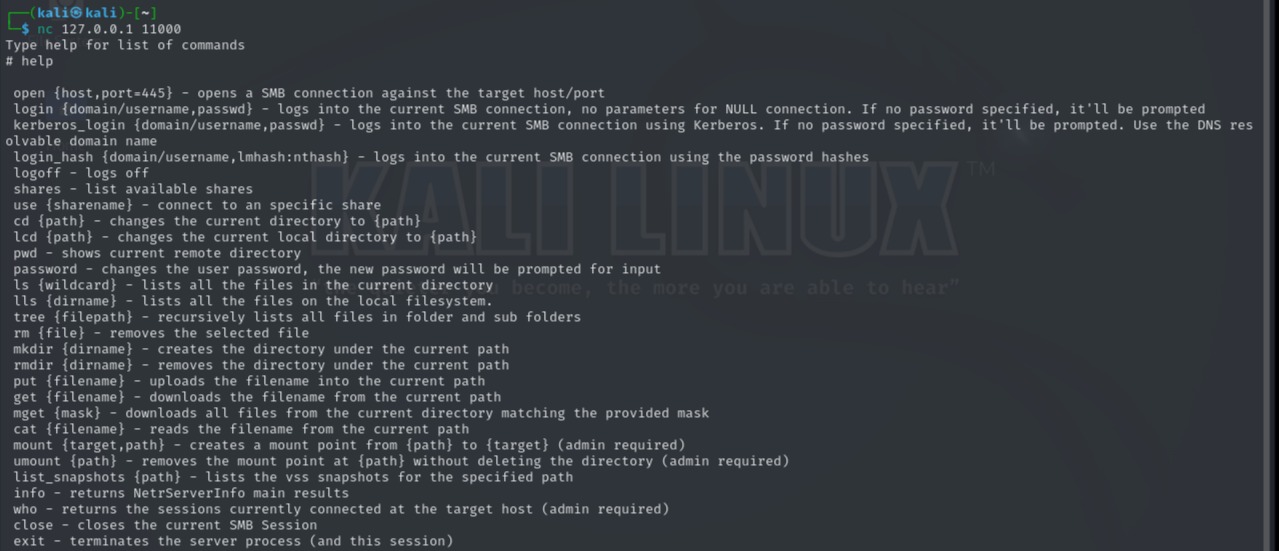 ┌──(kali㉿kali)-[~]
└─$ nc 127.0.0.1 11000
Type help for list of commands
# help

 open {host,port=445} - opens a SMB connection against the target host/port
 login {domain/username,passwd} - logs into the current SMB connection, no parameters for NULL connection. If no password specified, it'll be prompted
 kerberos_login {domain/username,passwd} - logs into the current SMB connection using Kerberos. If no password specified, it'll be prompted. Use the DNS res
olvable domain name
 login_hash {domain/username,lmhash:nthash} - logs into the current SMB connection using the password hashes
 logoff - logs off
 shares - list available shares
 use {sharename} - connect to an specific share
 cd {path} - changes the current directory to {path}
 lcd {path} - changes the current local directory to {path}
 pwd - shows current remote directory
 password - changes the user password, the new password will be prompted for input
 ls {wildcard} - lists all the files in the current directory
 lls {dirname} - lists all the files on the local filesystem.
 tree {filepath} - recursively lists all files in folder and sub folders
 rm {file} - removes the selected file
 mkdir {dirname} - creates the directory under the current path
 rmdir {dirname} - removes the directory under the current path
 put {filename} - uploads the filename into the current path
 get {filename} - downloads the filename from the current path
 mget {mask} - downloads all files from the current directory matching the provided mask
 cat {filename} - reads the filename from the current path
 mount {target,path} - creates a mount point from {path} to {target} (admin required)
 umount {path} - removes the mount point at {path} without deleting the directory (admin required)
 list_snapshots {path} - lists the vss snapshots for the specified path
 info - returns NetrServerInfo main results
 who - returns the sessions currently connected at the target host (admin required)
 close - closes the current SMB Session
 exit - terminates the server process (and this session)
KALI LINUX ™
become, the more you are able to hear”